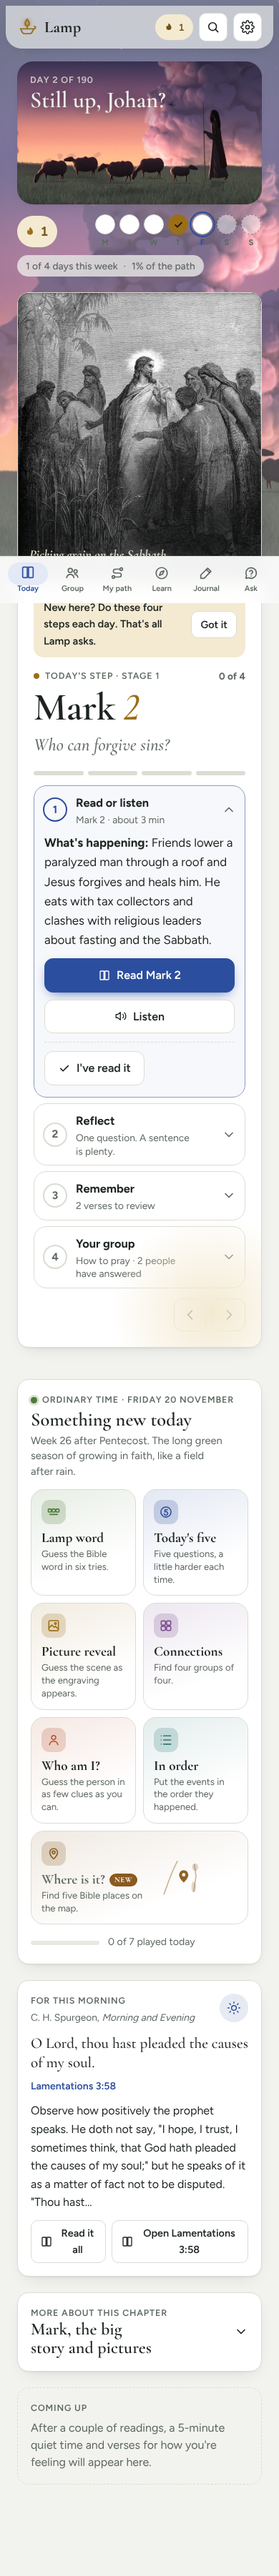 Lamp
1
DAY 2 OF 190
Still up, Johan?
1
M
W
F
S
S
1 of 4 days this week · 1% of the path
Picking grain on the Sabbath
Today
Group
My path
Learn
Journal
Ask
New here? Do these four
steps each day. That's all
Lamp asks.
Got it
TODAY'S STEP · STAGE 1
0 of 4
Mark 2
Who can forgive sins?
1
Read or listen
Mark 2 · about 3 min
What's happening: Friends lower a
paralyzed man through a roof and
Jesus forgives and heals him. He
eats with tax collectors and
clashes with religious leaders
about fasting and the Sabbath.
Read Mark 2
Listen
I've read it
2
Reflect
One question. A sentence
is plenty.
3
Remember
2 verses to review
4
Your group
How to pray · 2 people
have answered
ORDINARY TIME · FRIDAY 20 NOVEMBER
Something new today
Week 26 after Pentecost. The long green
season of growing in faith, like a field
after rain.
Lamp word
Guess the Bible
word in six tries.
Today's five
Five questions, a
little harder each
time.
Picture reveal
Guess the scene as
the engraving
appears.
Connections
Find four groups of
four.
Who am I?
Guess the person in
as few clues as you
can.
In order
Put the events in
the order they
happened.
Where is it? NEW
Find five Bible places on
the map.
0 of 7 played today
FOR THIS MORNING
C. H. Spurgeon, Morning and Evening
O Lord, thou hast pleaded the causes
of my soul.
Lamentations 3:58
Observe how positively the prophet
speaks. He doth not say, "I hope, I trust, I
sometimes think, that God hath pleaded
the causes of my soul;" but he speaks of it
as a matter of fact not to be disputed.
"Thou hast…
Read it
all
Open Lamentations
3:58
MORE ABOUT THIS CHAPTER
Mark, the big
story and pictures
COMING UP
After a couple of readings, a 5-minute
quiet time and verses for how you're
feeling will appear here.